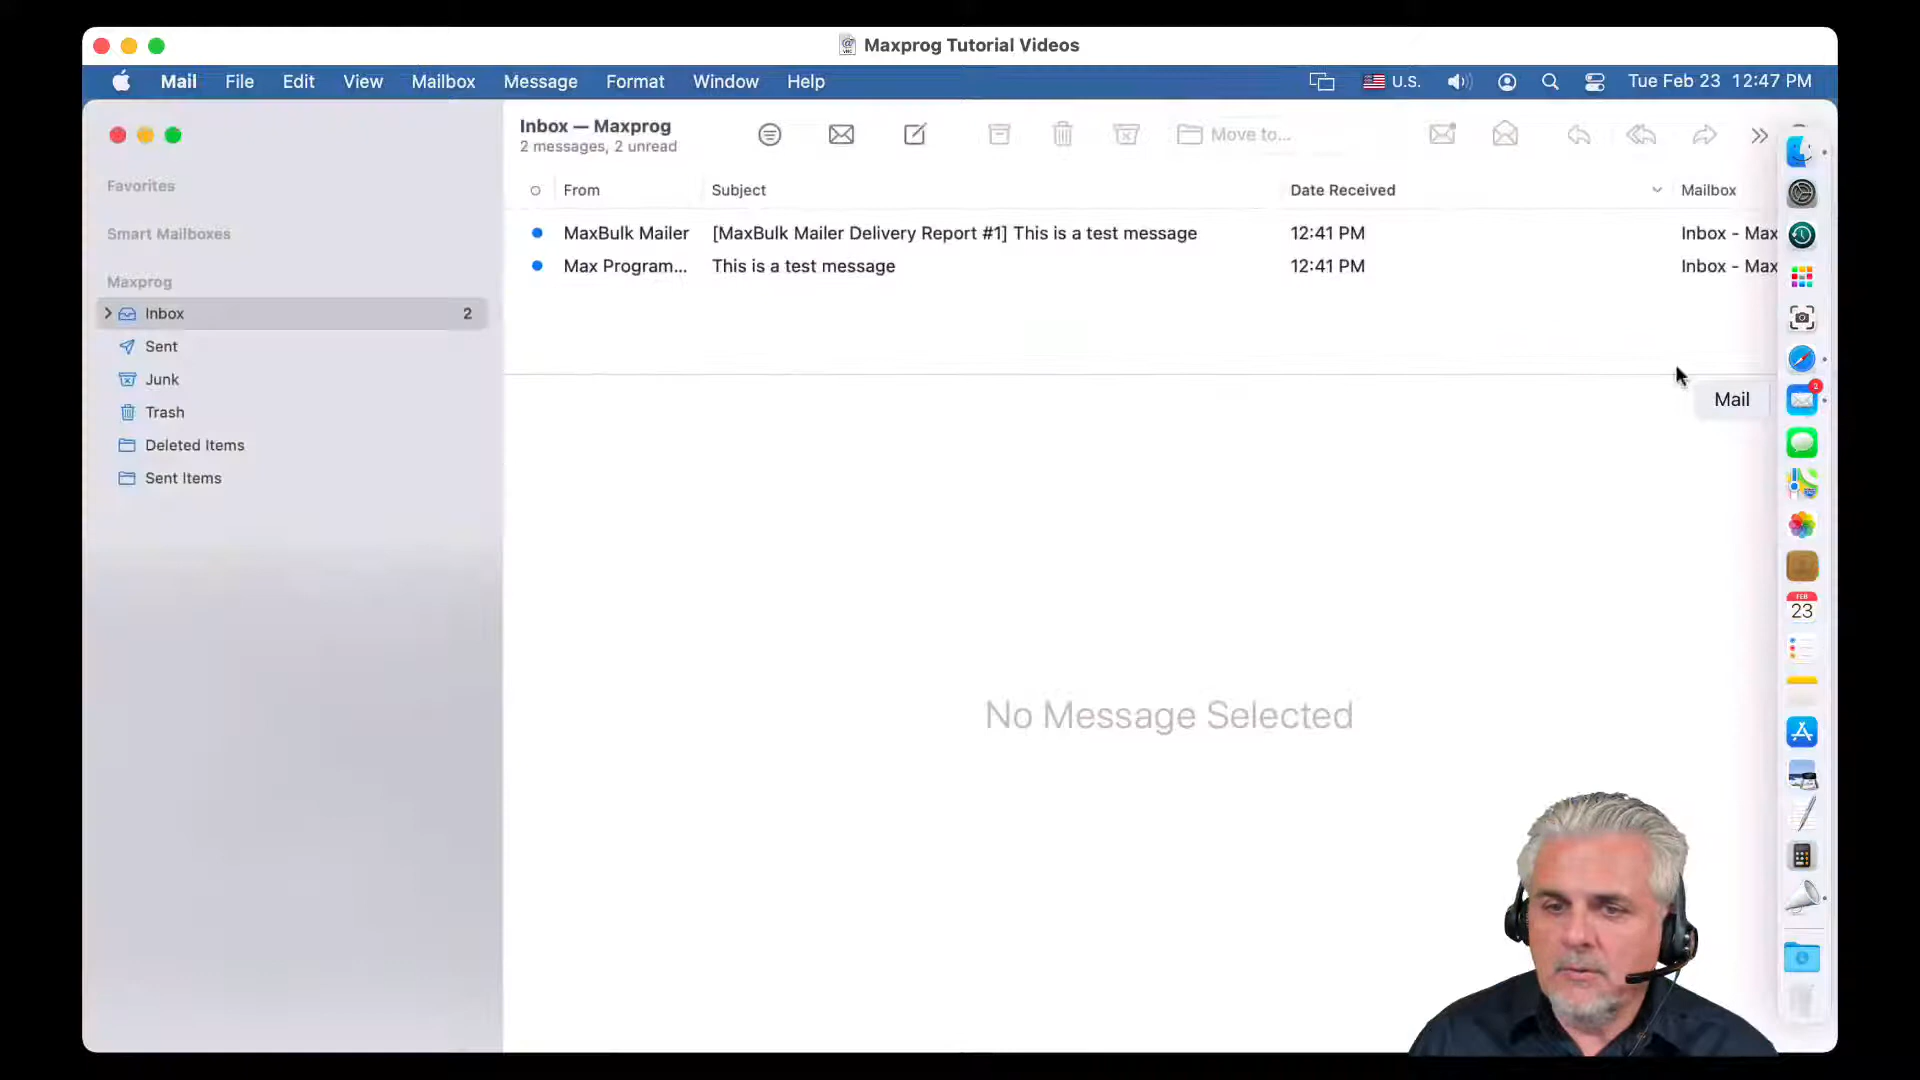 Maxprog Tutorial Videos
Mail File Edit View Mailbox Message Format Window Help U.S. Tue Feb 23 12:47 PM
Inbox — Maxprog
2 messages, 2 unread
Move to...
Favorites
Smart Mailboxes
Maxprog
Inbox 2
Sent
Junk
Trash
Deleted Items
Sent Items
From Subject Date Received Mailbox
MaxBulk Mailer [MaxBulk Mailer Delivery Report #1] This is a test message 12:41 PM Inbox - Max
Max Program... This is a test message 12:41 PM Inbox - Max
2
Mail
FEB
23
No Message Selected